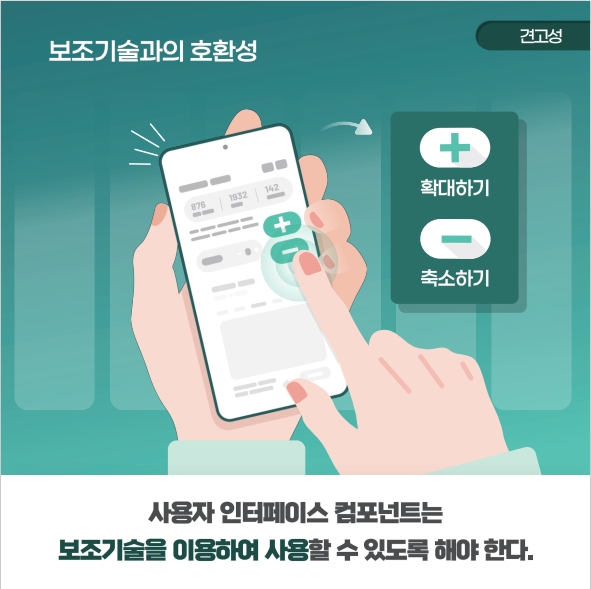 견고성
보조기술과의 호환성
876 1932 142
확대하기
축소하기
사용자 인터페이스 컴포넌트는
보조기술을 이용하여 사용할 수 있도록 해야 한다.